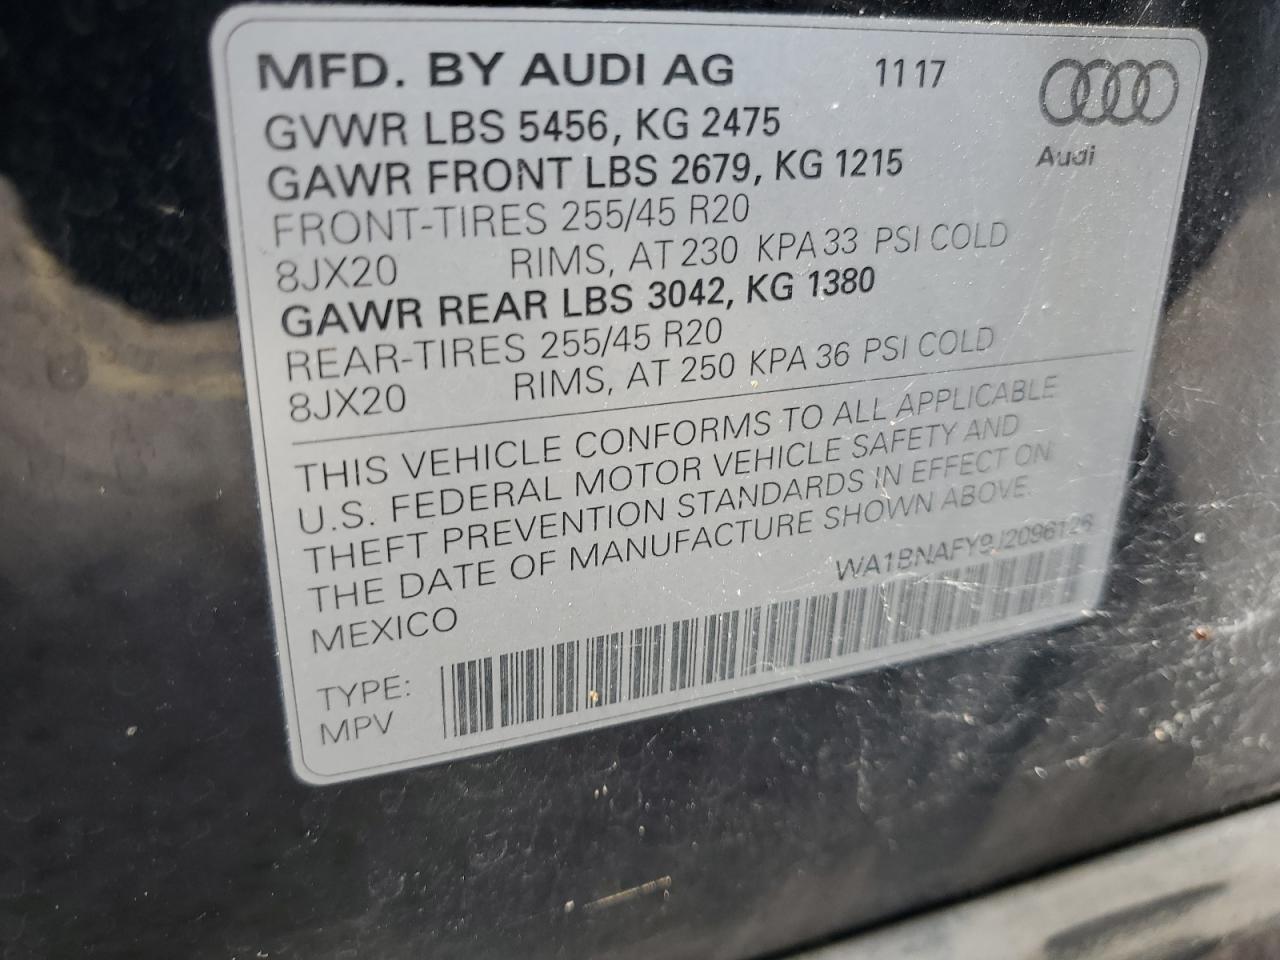 MFD. BY AUDI AG 11 17
GVWR LBS 5456, KG 2475
Audi
GAWR FRONT LBS 2679, KG 1215
FRONT-TIRES 255/45 R20
8JX20 RIMS, AT 230 KPA 33 PSI COLD
GAWR REAR LBS 3042, KG 1380
REAR-TIRES 255/45 R20
8JX20 RIMS, AT 250 KPA 36 PSI COLD
THIS VEHICLE CONFORMS TO ALL APPLICABLE
U.S. FEDERAL MOTOR VEHICLE SAFETY AND
THEFT PREVENTION STANDARDS IN EFFECT ON
THE DATE OF MANUFACTURE SHOWN ABOVE.
MEXICO WA1BNAFY9J2096126
TYPE:
MPV